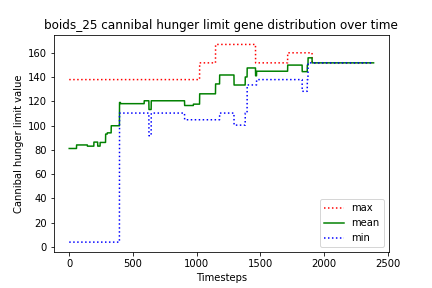 boids_25 cannibal hunger limit gene distribution over time
Cannibal hunger limit value
160
140
120
100
80
60
40
20
0
max
mean
min
0
500
1000
1500
2000
2500
Timesteps